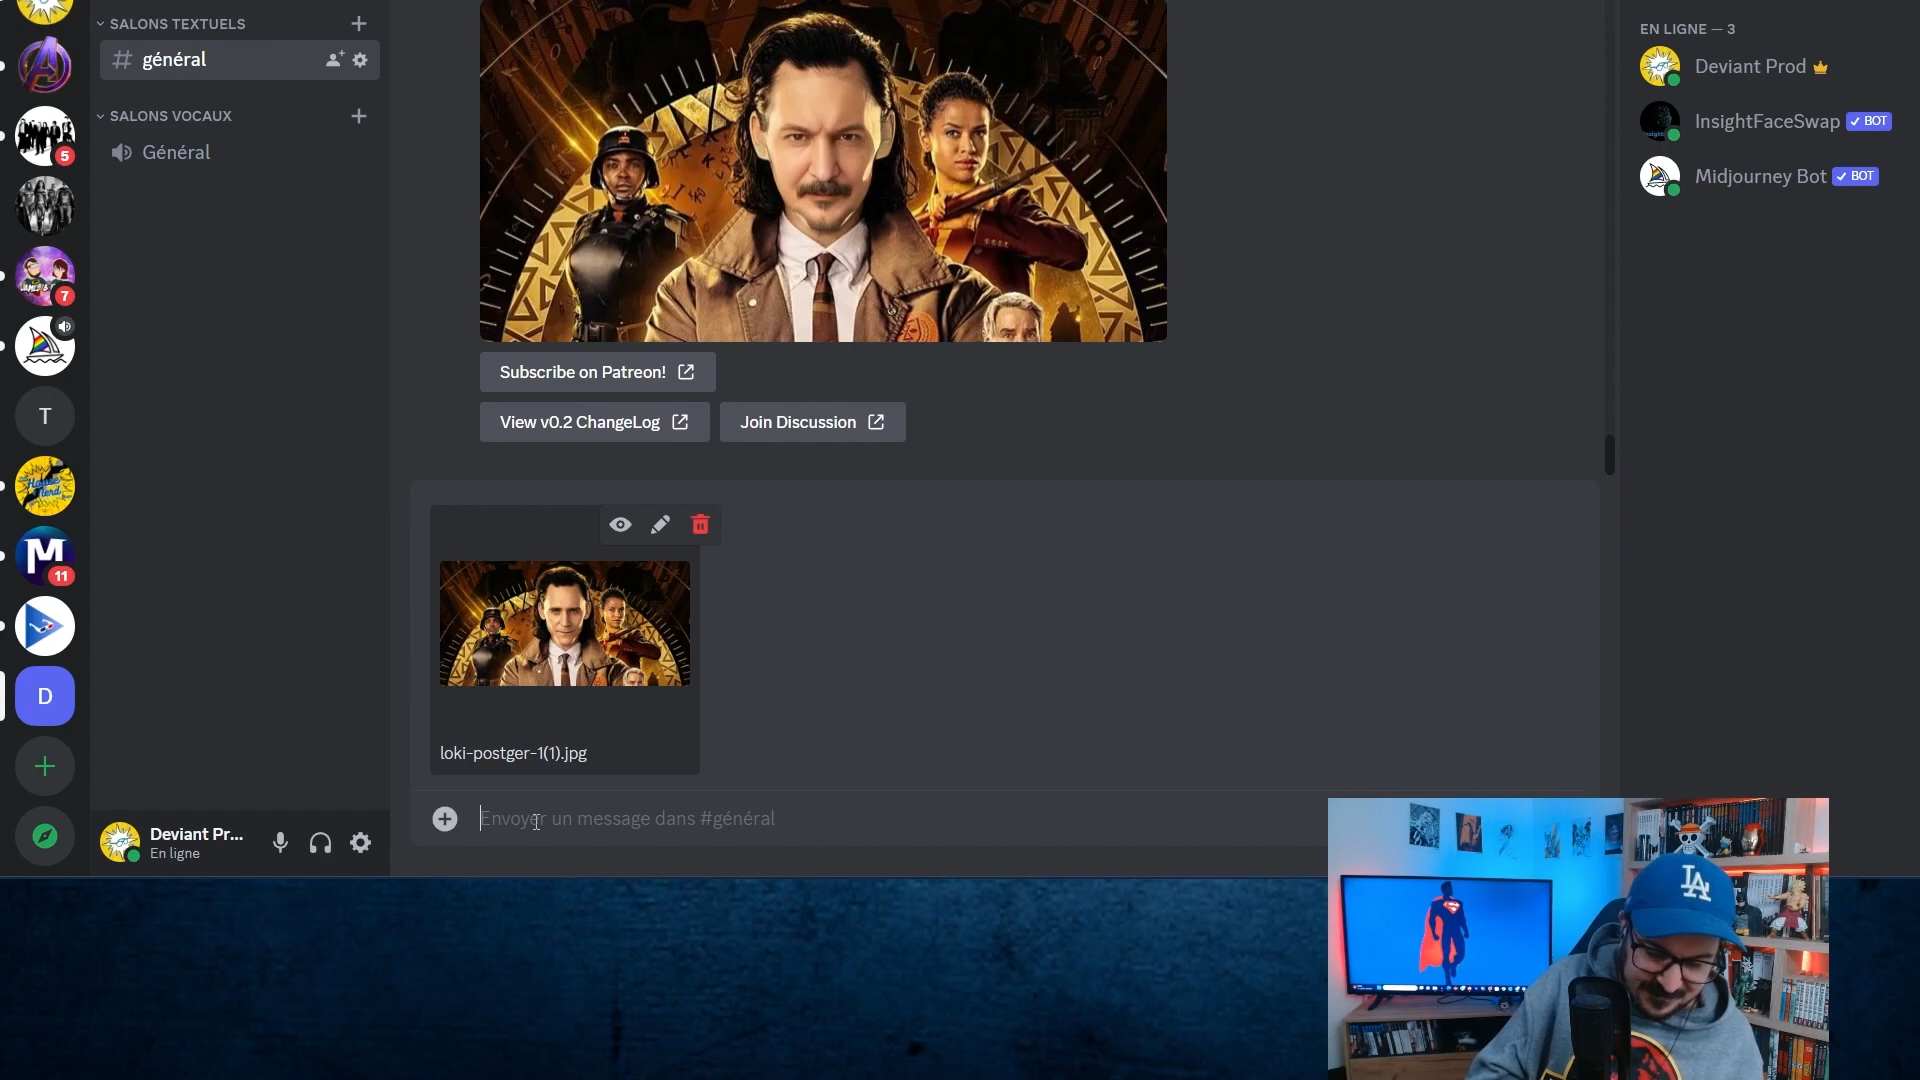 SALONS TEXTUELS
général
SALONS VOCAUX
Général
5
7
T
M
11
D
Deviant Pr...
En ligne
Subscribe on Patreon!
View v0.2 ChangeLog
Join Discussion
loki-postger-1(1).jpg
Envoyer un message dans #général
EN LIGNE — 3
Deviant Prod
InsightFaceSwap BOT
Midjourney Bot BOT
LA